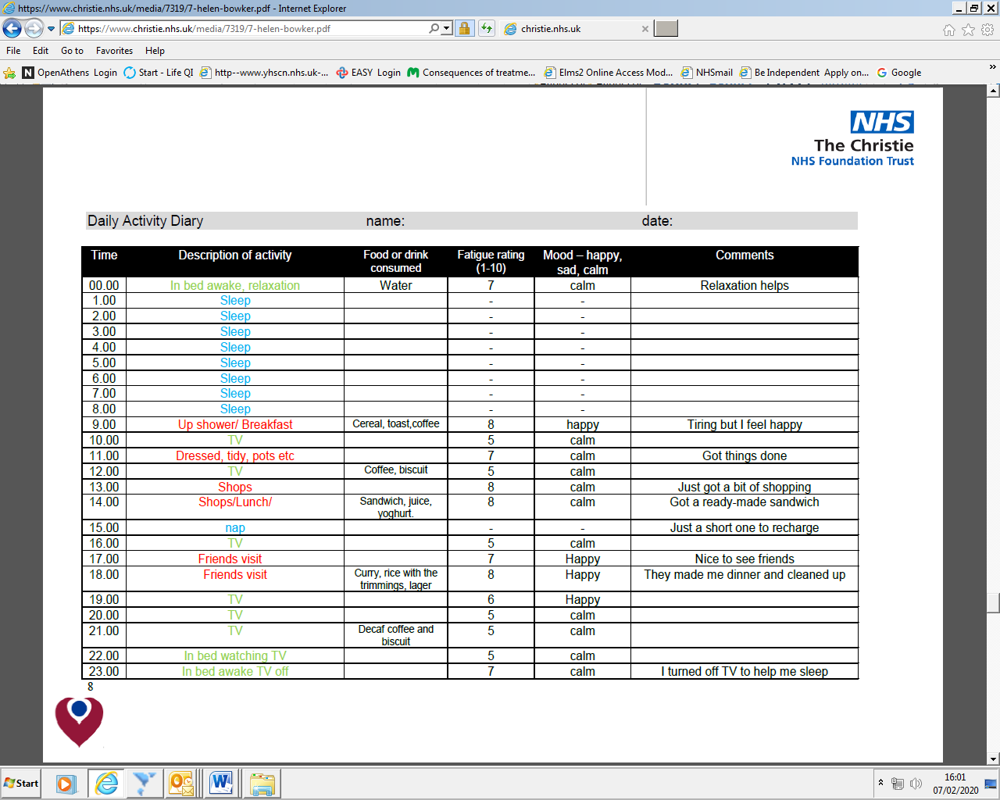 https://www.christie.nhs.uk/media/7319/7-helen-bowker.pdf - Internet Explorer
https://www.christie.nhs.uk/media/7319/7-helen-bowker.pdf
christie.nhs.uk
File Edit Go to Favorites Help
OpenAthens Login Start - Life QI http--www.yhscn.nhs.uk-... EASY Login Consequences of treatme... Elms2 Online Access Mod... NHSmail Be Independent Apply on... Google
NHS
The Christie
NHS Foundation Trust
Daily Activity Diary name: date:
Time Description of activity Food or drink consumed Fatigue rating (1-10) Mood – happy, sad, calm Comments
00.00 In bed awake, relaxation Water 7 calm Relaxation helps
1.00 Sleep - -
2.00 Sleep - -
3.00 Sleep - -
4.00 Sleep - -
5.00 Sleep - -
6.00 Sleep - -
7.00 Sleep - -
8.00 Sleep - -
9.00 Up shower/ Breakfast Cereal, toast,coffee 8 happy Tiring but I feel happy
10.00 TV 5 calm
11.00 Dressed, tidy, pots etc 7 calm Got things done
12.00 TV Coffee, biscuit 5 calm
13.00 Shops 8 calm Just got a bit of shopping
14.00 Shops/Lunch/ Sandwich, juice, yoghurt. 8 calm Got a ready-made sandwich
15.00 nap - - Just a short one to recharge
16.00 TV 5 calm
17.00 Friends visit 7 Happy Nice to see friends
18.00 Friends visit Curry, rice with the trimmings, lager 8 Happy They made me dinner and cleaned up
19.00 TV 6 Happy
20.00 TV 5 calm
21.00 TV Decaf coffee and biscuit 5 calm
22.00 In bed watching TV 5 calm
23.00 In bed awake TV off 7 calm I turned off TV to help me sleep
8
Start
16:01
07/02/2020